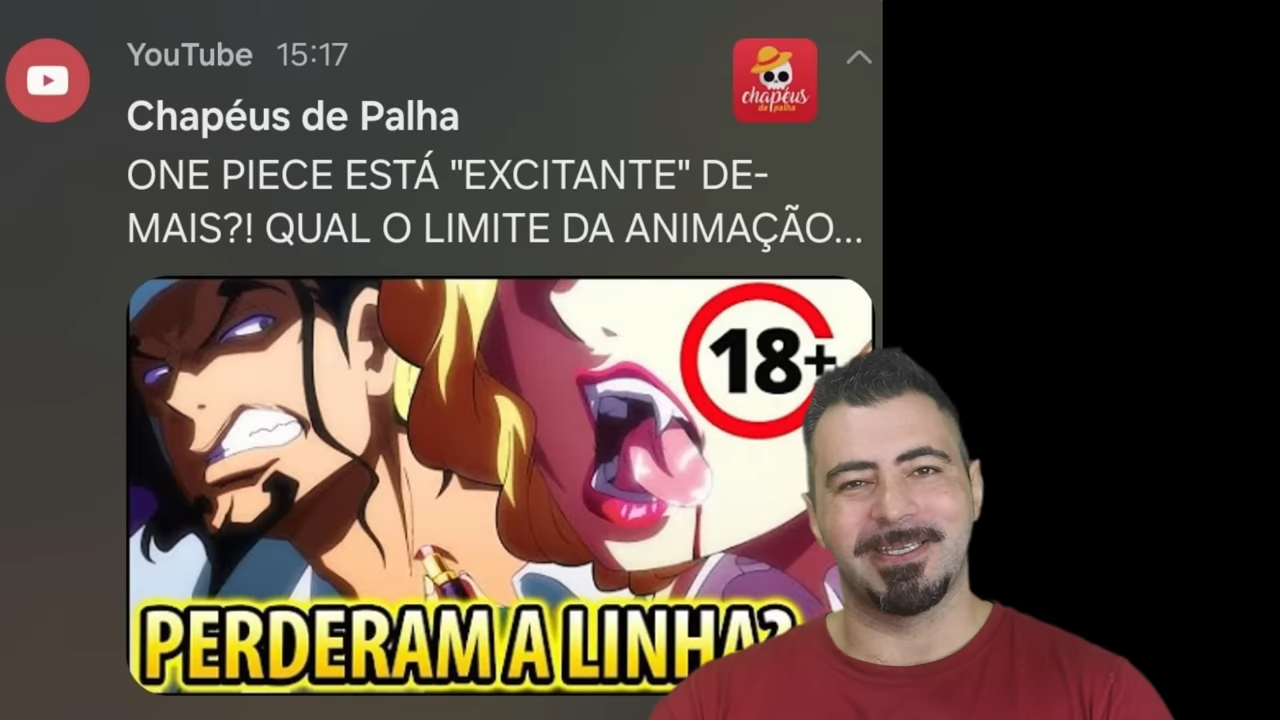 YouTube 15:17
Chapéus de Palha
chapéus
de palha
ONE PIECE ESTÁ "EXCITANTE" DE-
MAIS?! QUAL O LIMITE DA ANIMAÇÃO...
18+
PERDERAM A LINHA?